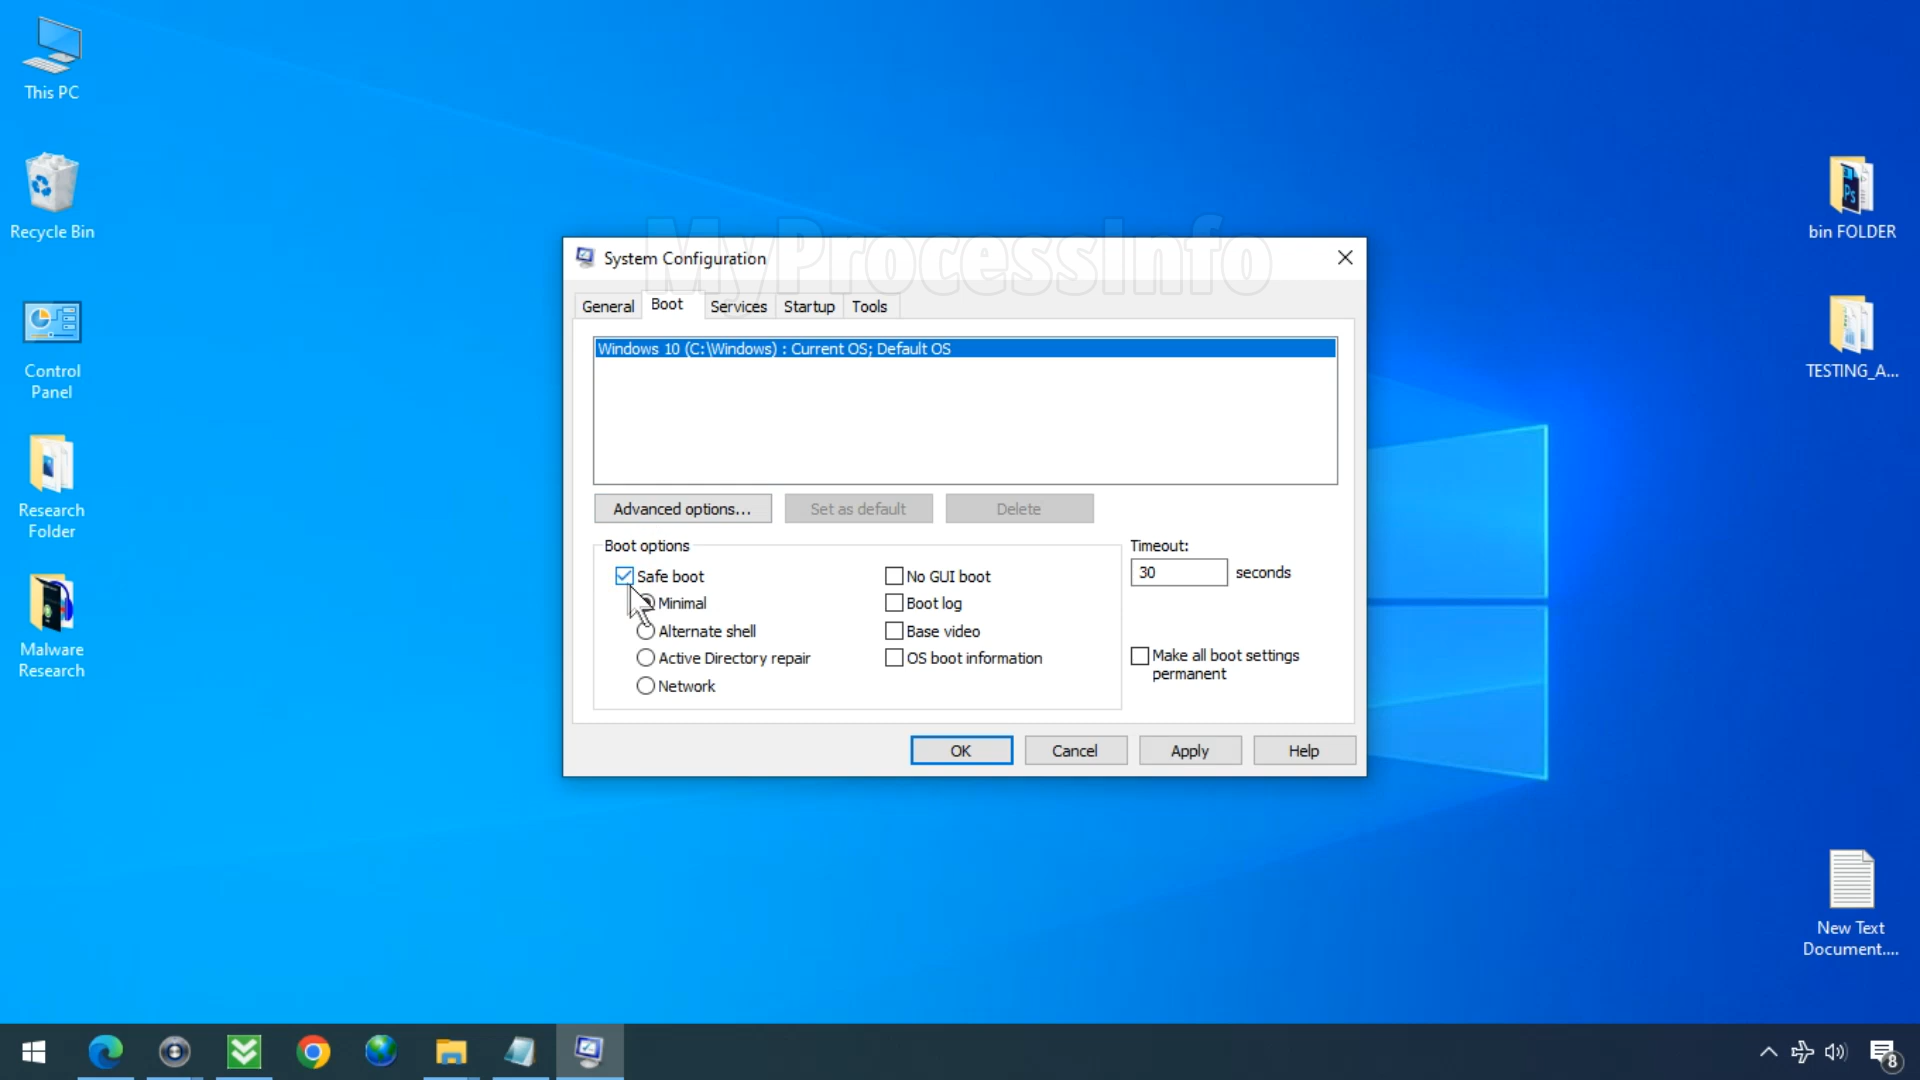 This PC
Recycle Bin
Control
Panel
Research
Folder
Malware
Research
bin FOLDER
TESTING_A...
New Text
Document....
MyProcessInfo
System Configuration
General Boot Services Startup Tools
Windows 10 (C:\Windows) : Current OS; Default OS
Advanced options... Set as default Delete
Boot options
Safe boot
Minimal
Alternate shell
Active Directory repair
Network
No GUI boot
Boot log
Base video
OS boot information
Timeout:
30 seconds
Make all boot settings
permanent
OK Cancel Apply Help
Ps
8